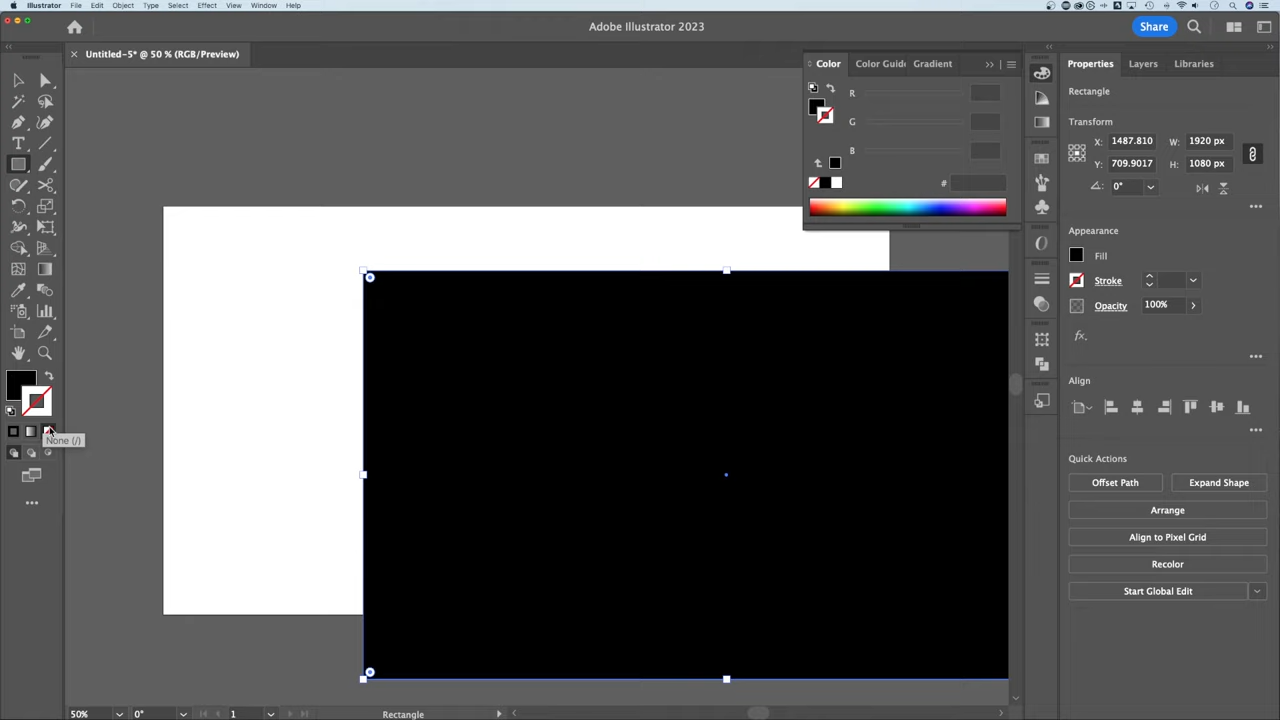 Illustrator File Edit Object Type Select Effect View Window Help
Adobe Illustrator 2023
Share
Untitled-5* @ 50 % (RGB/Preview)
Color Color Guide Gradient
R
G
B
#
Properties Layers Libraries
Rectangle
Transform
X: 1487.810 W: 1920 px
Y: 709.9017 H: 1080 px
0°
Appearance
Fill
Stroke
Opacity 100%
fx.
Align
Quick Actions
Offset Path Expand Shape
Arrange
Align to Pixel Grid
Recolor
Start Global Edit
None (/)
50% 0° 1 Rectangle